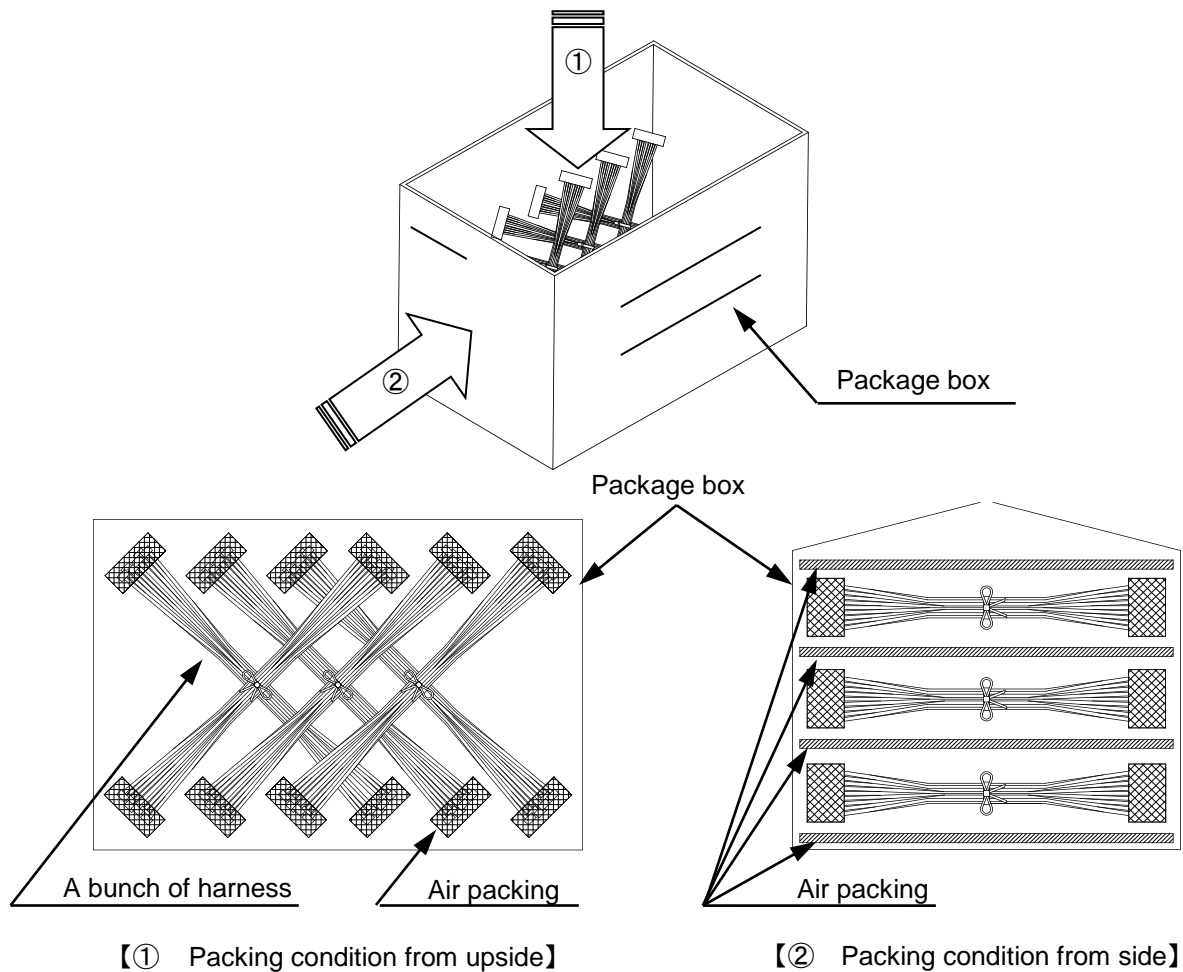 ①
②
Package box
Package box
A bunch of harness
Air packing
Air packing
【① Packing condition from upside】
【② Packing condition from side】